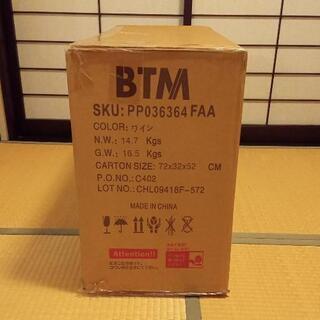 BTM
SKU: PP036364 FAA
COLOR: ワイン
N.W.: 14.7 Kgs
G.W.: 16.5 Kgs
CARTON SIZE: 72x32x52 CM
P.O.NO.: C402
LOT NO.: CHL09418F-572
MADE IN CHINA
Attention!!